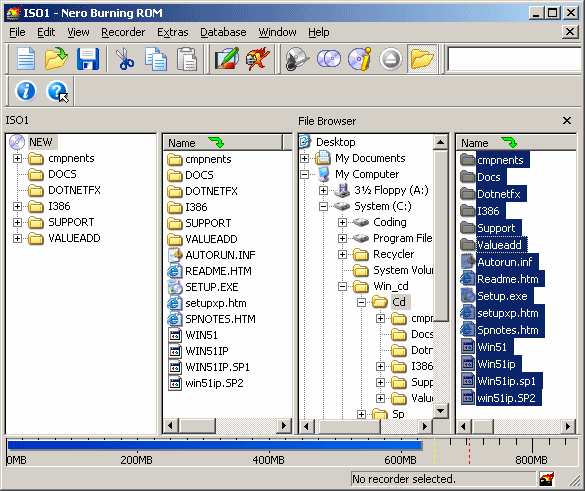 ISO1 - Nero Burning ROM
File Edit View Recorder Extras Database Window Help
ISO1
File Browser
NEW
cmpnents
DOCS
DOTNETFX
I386
SUPPORT
VALUEADD
Name
cmpnents
DOCS
DOTNETFX
I386
SUPPORT
VALUEADD
AUTORUN.INF
README.HTM
SETUP.EXE
setupxp.htm
SPNOTES.HTM
WIN51
WIN51IP
WIN51IP.SP1
win51ip.SP2
Desktop
My Documents
My Computer
3½ Floppy (A:)
System (C:)
Coding
Program File
Recycler
System Volu
Win_cd
Cd
cmpn
Docs
Dotn
I386
Supp
Valu
Sp
Name
cmpnents
Docs
Dotnetfx
I386
Support
Valueadd
Autorun.inf
Readme.htm
Setup.exe
setupxp.htm
Spnotes.htm
Win51
Win51ip
Win51ip.sp1
win51ip.SP2
0MB 200MB 400MB 600MB 800MB
No recorder selected.